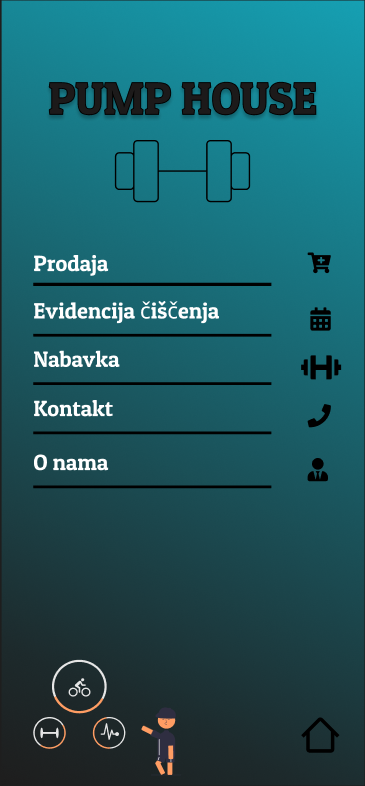 PUMP HOUSE
Prodaja
Evidencija čiščenja
Nabavka
Kontakt
O nama